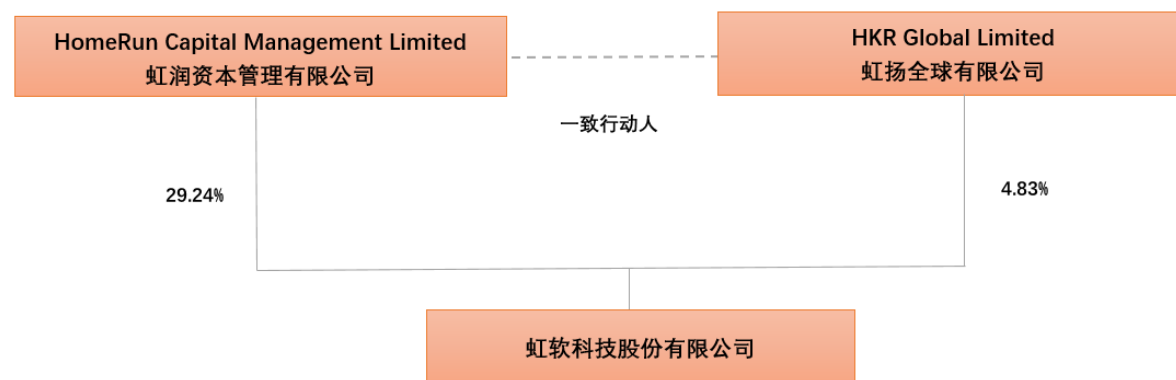 HomeRun Capital Management Limited
虹润资本管理有限公司
HKR Global Limited
虹扬全球有限公司
一致行动人
29.24%
4.83%
虹软科技股份有限公司